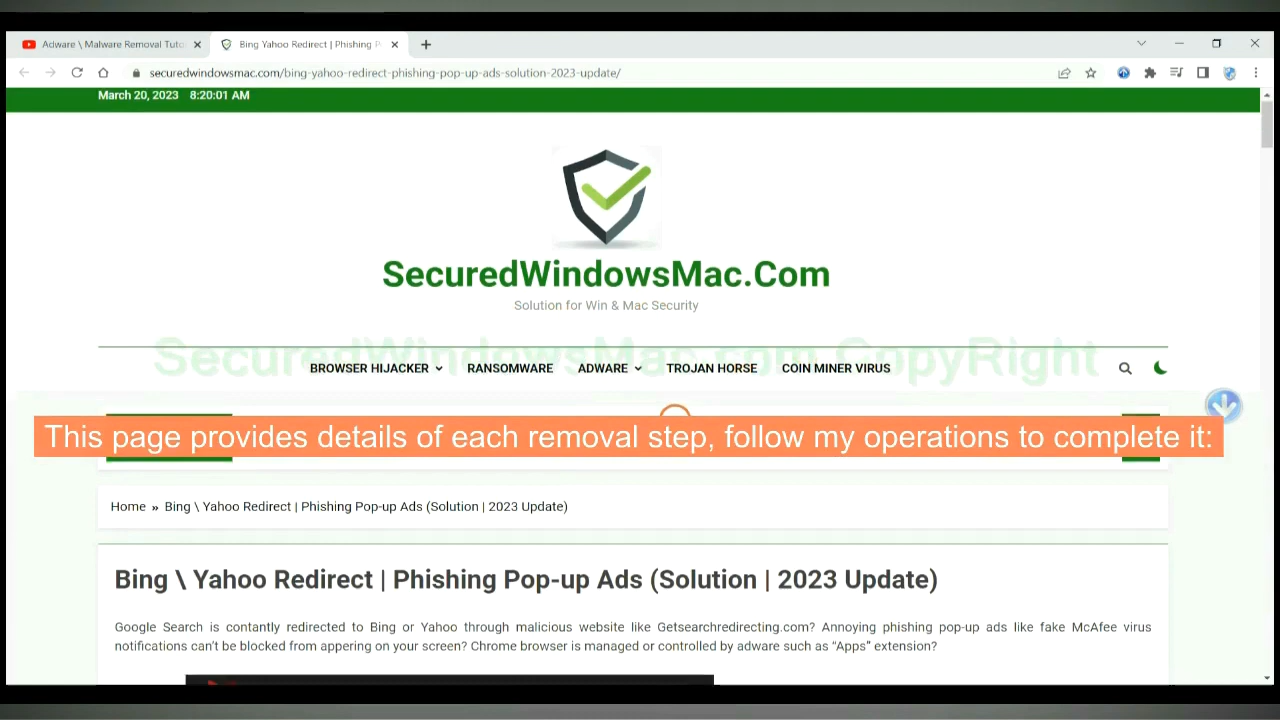 Adware \ Malware Removal Tuto
Bing Yahoo Redirect | Phishing P
securedwindowsmac.com/bing-yahoo-redirect-phishing-pop-up-ads-solution-2023-update/
March 20, 2023 8:20:01 AM
SecuredWindowsMac.Com
Solution for Win & Mac Security
SecuredWindowsMac.com CopyRight
BROWSER HIJACKER RANSOMWARE ADWARE TROJAN HORSE COIN MINER VIRUS
This page provides details of each removal step, follow my operations to complete it:
Home » Bing \ Yahoo Redirect | Phishing Pop-up Ads (Solution | 2023 Update)
Bing \ Yahoo Redirect | Phishing Pop-up Ads (Solution | 2023 Update)
Google Search is contantly redirected to Bing or Yahoo through malicious website like Getsearchredirecting.com? Annoying phishing pop-up ads like fake McAfee virus
notifications can't be blocked from appering on your screen? Chrome browser is managed or controlled by adware such as “Apps” extension?